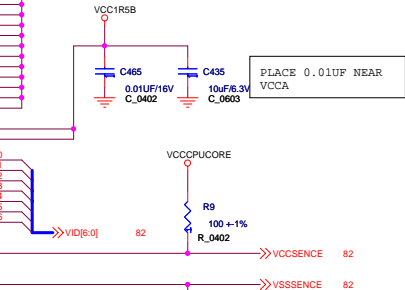 VCC1R5B
C465
0.01UF/16V
C_0402
C435
10uF/6.3V
C_0603
PLACE 0.01UF NEAR
VCCA
VCCCPUCORE
R9
100 +-1%
R_0402
VID[6:0] 82
VCCSENCE 82
VSSSENCE 82